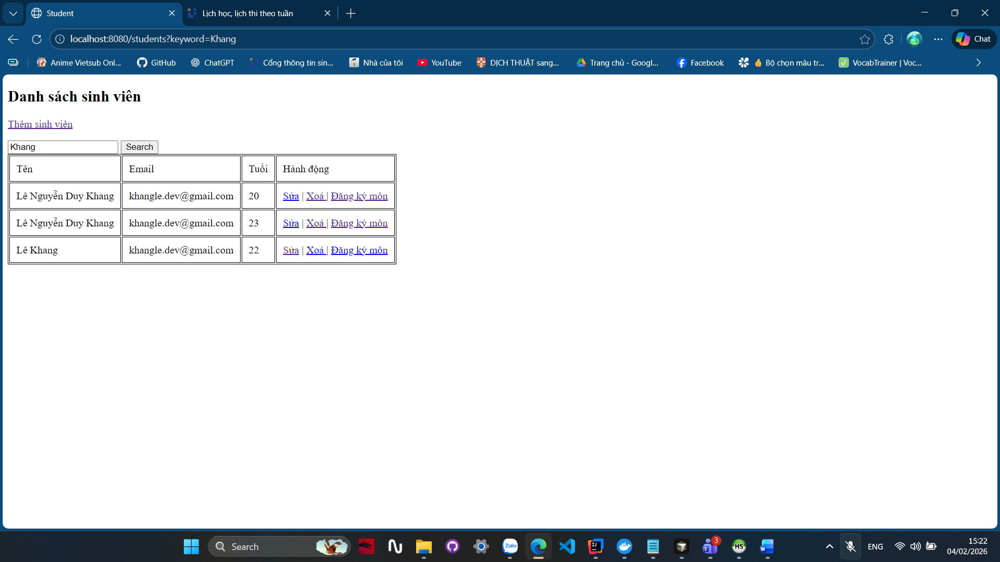 Student
Lịch học, lịch thi theo tuần
localhost:8080/students?keyword=Khang
Chat
Anime Vietsub Onl...
GitHub
ChatGPT
Cổng thông tin sin...
Nhà của tôi
YouTube
DỊCH THUẬT sang...
Trang chủ - Googl...
Facebook
👍 Bộ chọn màu tr...
VocabTrainer | Voc...
Danh sách sinh viên
Thêm sinh viên
Khang Search
Tên Email Tuổi Hành động
Lê Nguyễn Duy Khang khangle.dev@gmail.com 20 Sửa | Xoá | Đăng ký môn
Lê Nguyễn Duy Khang khangle.dev@gmail.com 23 Sửa | Xoá | Đăng ký môn
Lê Khang khangle.dev@gmail.com 22 Sửa | Xoá | Đăng ký môn
Search
Zalo
IJ
T
3
HS
W
ENG
15:22
04/02/2026